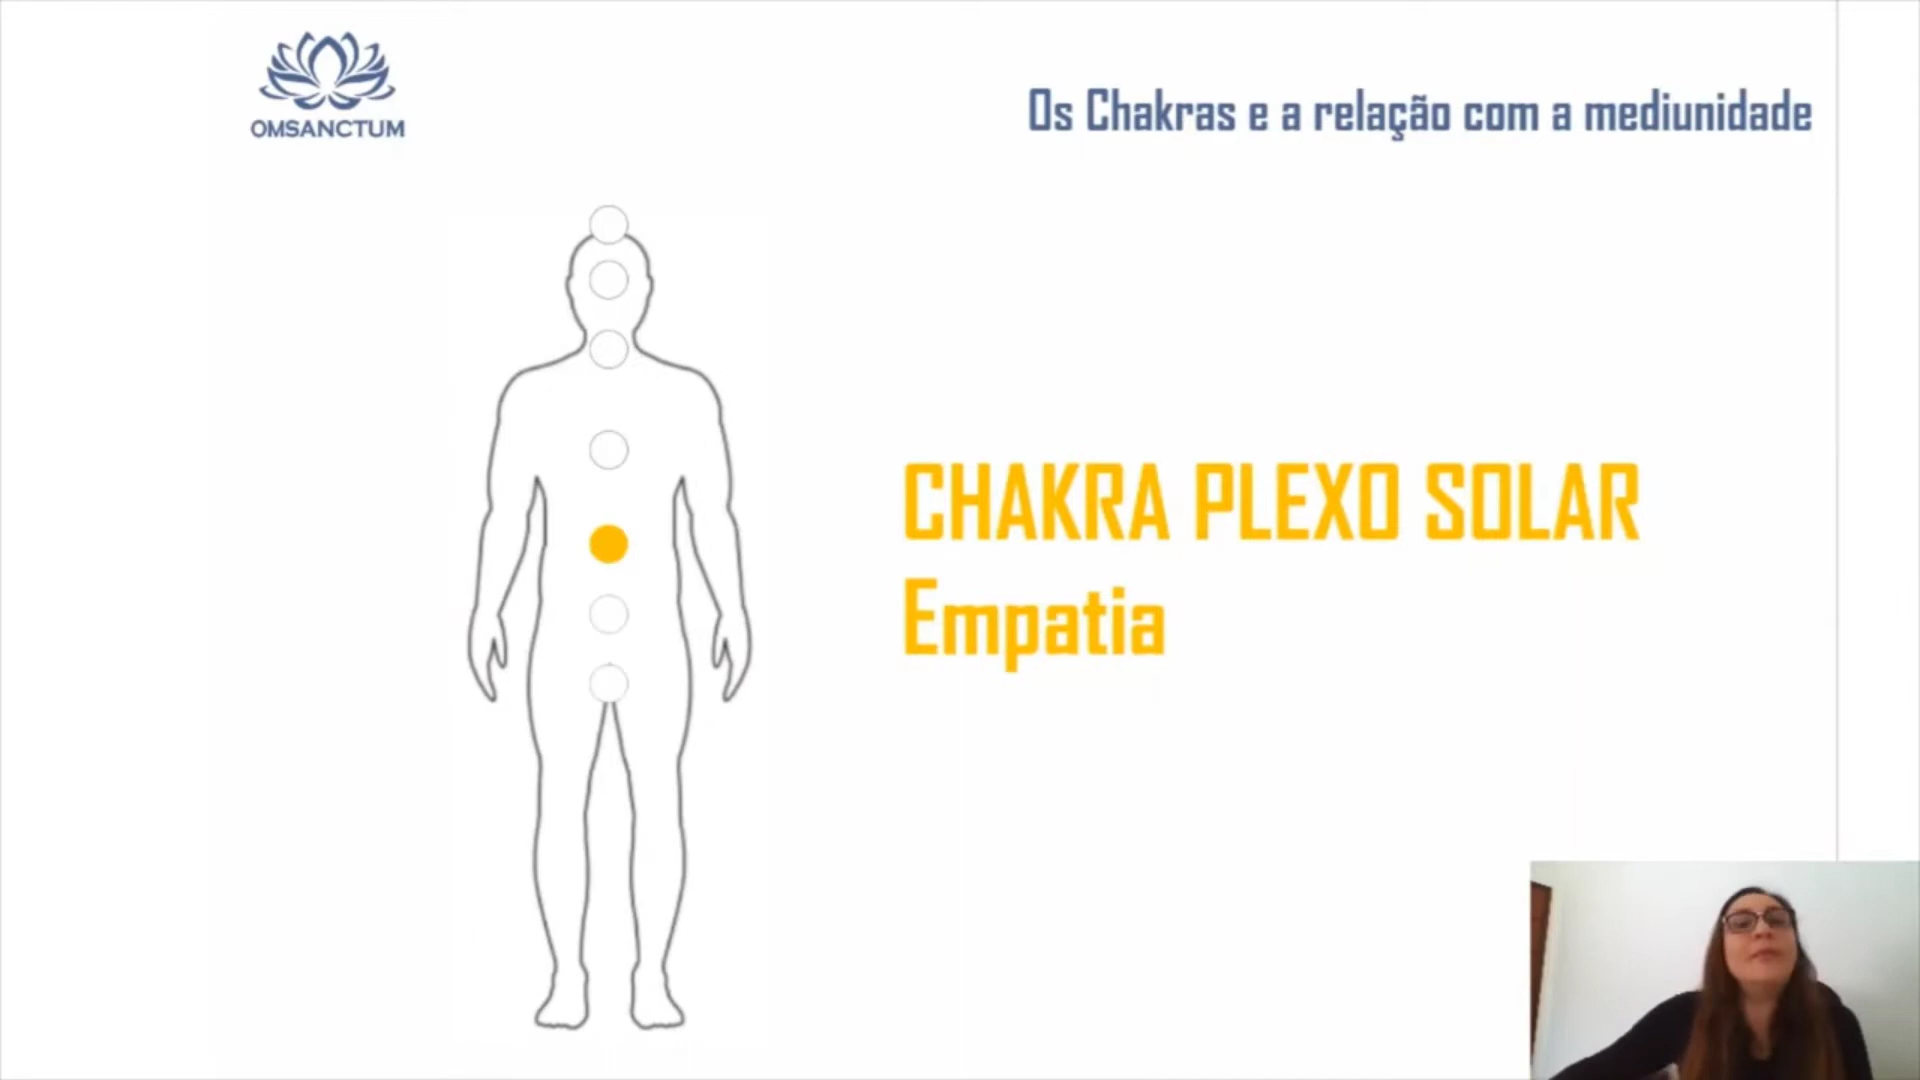 OMSANCTUM
Os Chakras e a relação com a mediunidade
CHAKRA PLEXO SOLAR
Empatia